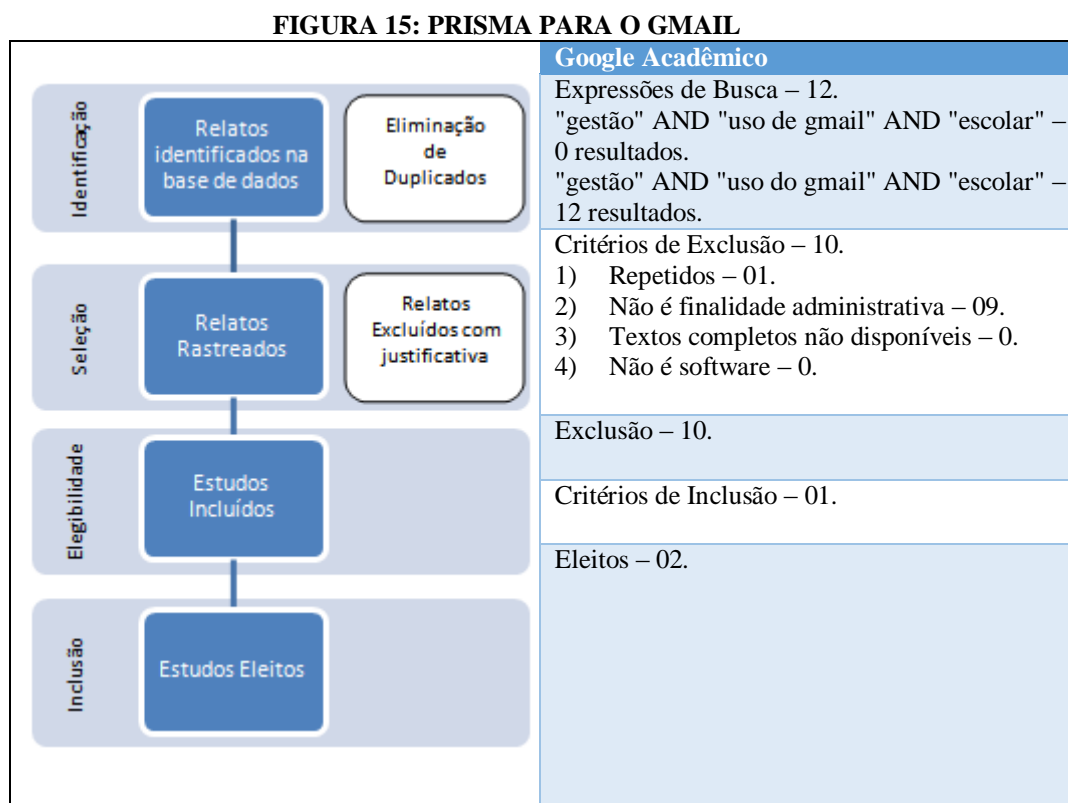 FIGURA 15: PRISMA PARA O GMAIL
Identificação
Relatos
identificados na
base de dados
Eliminação
de
Duplicados
Seleção
Relatos
Rastreados
Relatos
Excluídos com
justificativa
Elegibilidade
Estudos
Incluídos
Inclusão
Estudos Eleitos
Google Acadêmico
Expressões de Busca – 12.
"gestão" AND "uso de gmail" AND "escolar" –
0 resultados.
"gestão" AND "uso do gmail" AND "escolar" –
12 resultados.
Critérios de Exclusão – 10.
1) Repetidos – 01.
2) Não é finalidade administrativa – 09.
3) Textos completos não disponíveis – 0.
4) Não é software – 0.
Exclusão – 10.
Critérios de Inclusão – 01.
Eleitos – 02.